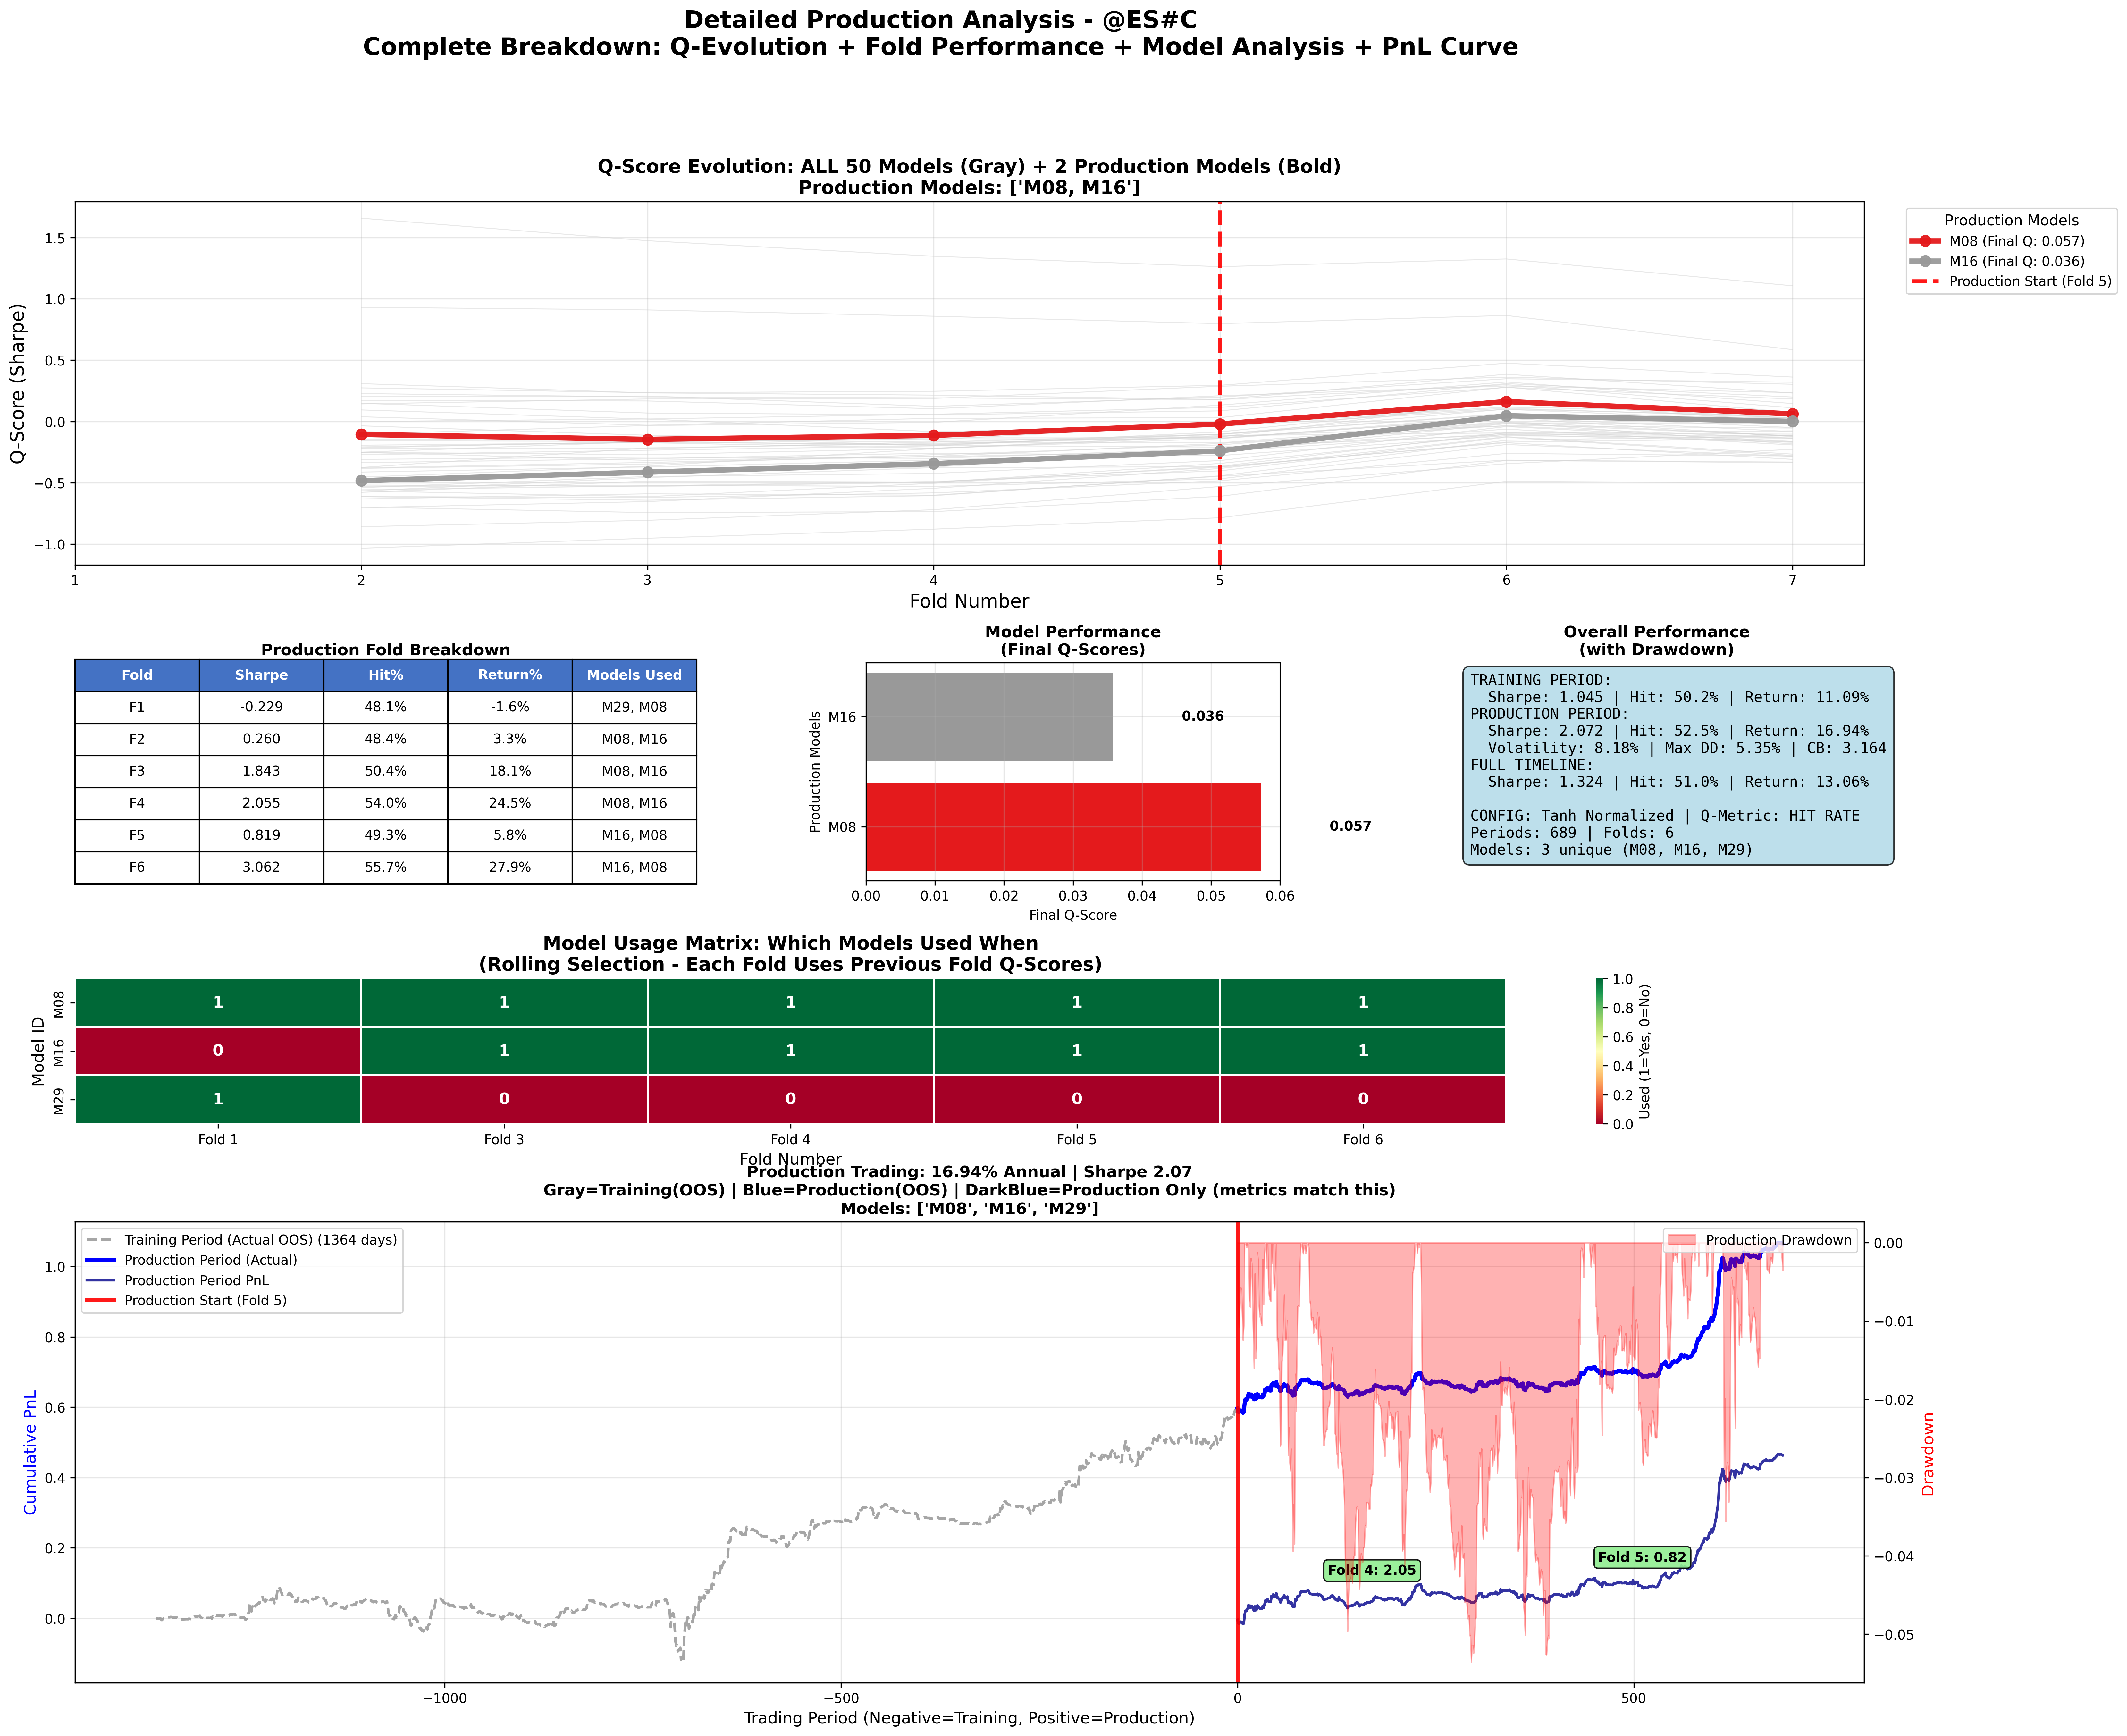 Detailed Production Analysis - @ES#C
Complete Breakdown: Q-Evolution + Fold Performance + Model Analysis + PnL Curve
Q-Score Evolution: ALL 50 Models (Gray) + 2 Production Models (Bold)
Production Models: ['M08, M16']
Q-Score (Sharpe)
1.5
1.0
0.5
0.0
−0.5
−1.0
1 2 3 4 5 6 7
Fold Number
Production Models
M08 (Final Q: 0.057)
M16 (Final Q: 0.036)
Production Start (Fold 5)
Production Fold Breakdown
Fold Sharpe Hit% Return% Models Used
F1 -0.229 48.1% -1.6% M29, M08
F2 0.260 48.4% 3.3% M08, M16
F3 1.843 50.4% 18.1% M08, M16
F4 2.055 54.0% 24.5% M08, M16
F5 0.819 49.3% 5.8% M16, M08
F6 3.062 55.7% 27.9% M16, M08
Model Performance
(Final Q-Scores)
Production Models
M16 0.036
M08 0.057
0.00 0.01 0.02 0.03 0.04 0.05 0.06
Final Q-Score
Overall Performance
(with Drawdown)
TRAINING PERIOD:
Sharpe: 1.045 | Hit: 50.2% | Return: 11.09%
PRODUCTION PERIOD:
Sharpe: 2.072 | Hit: 52.5% | Return: 16.94%
Volatility: 8.18% | Max DD: 5.35% | CB: 3.164
FULL TIMELINE:
Sharpe: 1.324 | Hit: 51.0% | Return: 13.06%
CONFIG: Tanh Normalized | Q-Metric: HIT_RATE
Periods: 689 | Folds: 6
Models: 3 unique (M08, M16, M29)
Model Usage Matrix: Which Models Used When
(Rolling Selection - Each Fold Uses Previous Fold Q-Scores)
Model ID
M08 1 1 1 1 1
M16 0 1 1 1 1
M29 1 0 0 0 0
Fold 1 Fold 3 Fold 4 Fold 5 Fold 6
Fold Number
1.0
0.8
0.6
0.4
0.2
0.0
Used (1=Yes, 0=No)
Production Trading: 16.94% Annual | Sharpe 2.07
Gray=Training(OOS) | Blue=Production(OOS) | DarkBlue=Production Only (metrics match this)
Models: ['M08', 'M16', 'M29']
Training Period (Actual OOS) (1364 days)
Production Period (Actual)
Production Period PnL
Production Start (Fold 5)
Production Drawdown
Cumulative PnL
1.0
0.8
0.6
0.4
0.2
0.0
Fold 4: 2.05
Fold 5: 0.82
0.00
−0.01
−0.02
−0.03
−0.04
−0.05
Drawdown
−1000 −500 0 500
Trading Period (Negative=Training, Positive=Production)